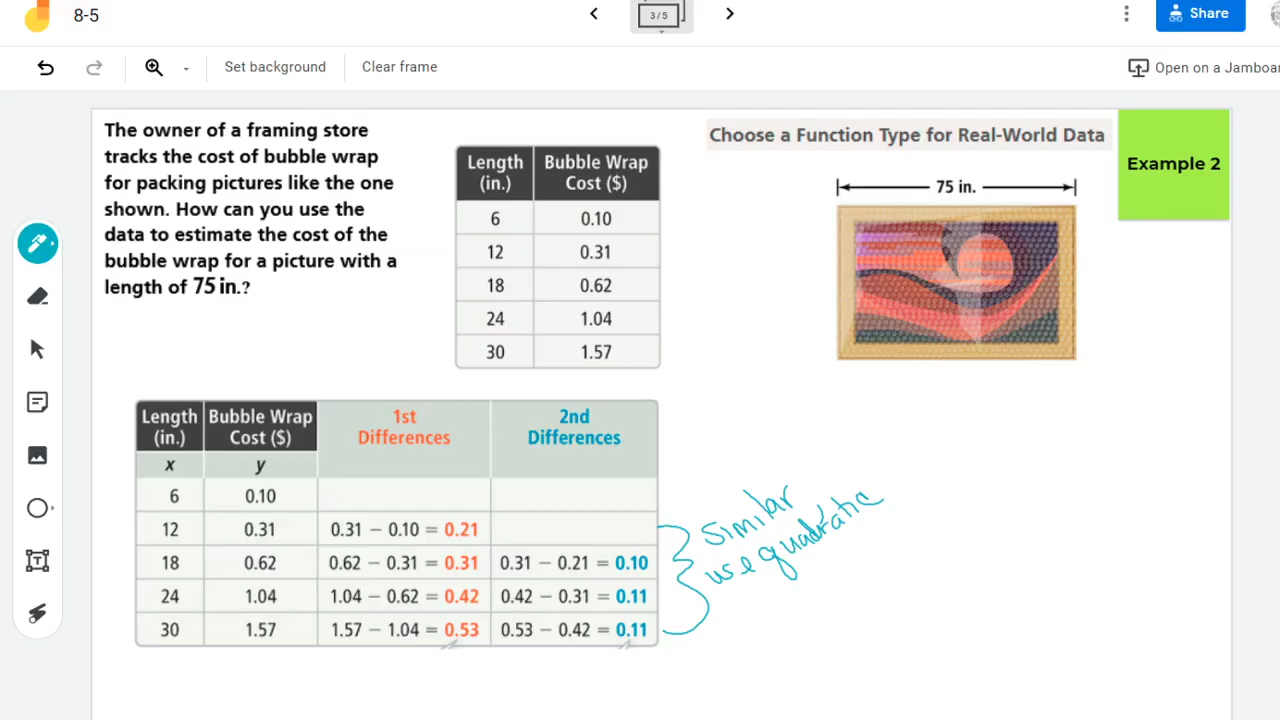 8-5
3 / 5
Share
Set background
Clear frame
Open on a Jamboar
The owner of a framing store
tracks the cost of bubble wrap
for packing pictures like the one
shown. How can you use the
data to estimate the cost of the
bubble wrap for a picture with a
length of 75 in.?
Length (in.) Bubble Wrap Cost ($)
6 0.10
12 0.31
18 0.62
24 1.04
30 1.57
Choose a Function Type for Real-World Data
Example 2
75 in.
Length (in.) Bubble Wrap Cost ($) 1st Differences 2nd Differences
x y
6 0.10
12 0.31 0.31 − 0.10 = 0.21
18 0.62 0.62 − 0.31 = 0.31 0.31 − 0.21 = 0.10
24 1.04 1.04 − 0.62 = 0.42 0.42 − 0.31 = 0.11
30 1.57 1.57 − 1.04 = 0.53 0.53 − 0.42 = 0.11
Similar
use quadratic